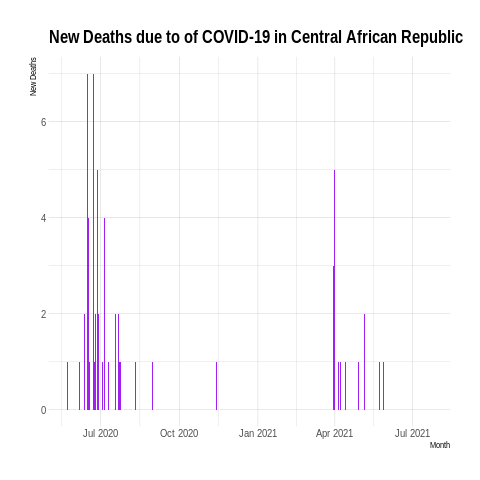 New Deaths due to of COVID-19 in Central African Republic
New Deaths
6
4
2
0
Jul 2020 Oct 2020 Jan 2021 Apr 2021 Jul 2021
Month